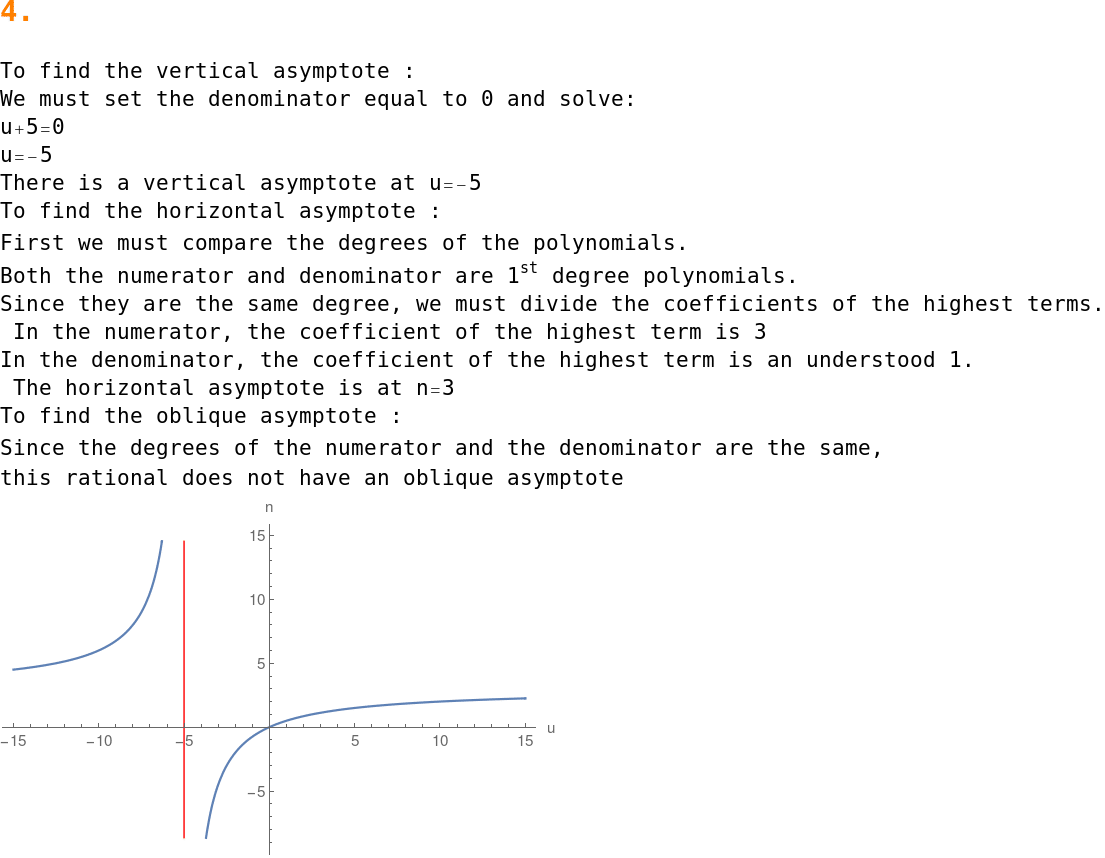 4.
To find the vertical asymptote :
We must set the denominator equal to 0 and solve:
u+5=0
u=-5
There is a vertical asymptote at u=-5
To find the horizontal asymptote :
First we must compare the degrees of the polynomials.
Both the numerator and denominator are 1st degree polynomials.
Since they are the same degree, we must divide the coefficients of the highest terms.
In the numerator, the coefficient of the highest term is 3
In the denominator, the coefficient of the highest term is an understood 1.
The horizontal asymptote is at n=3
To find the oblique asymptote :
Since the degrees of the numerator and the denominator are the same,
this rational does not have an oblique asymptote
n
15
10
5
-15 -10 -5 5 10 15 u
-5